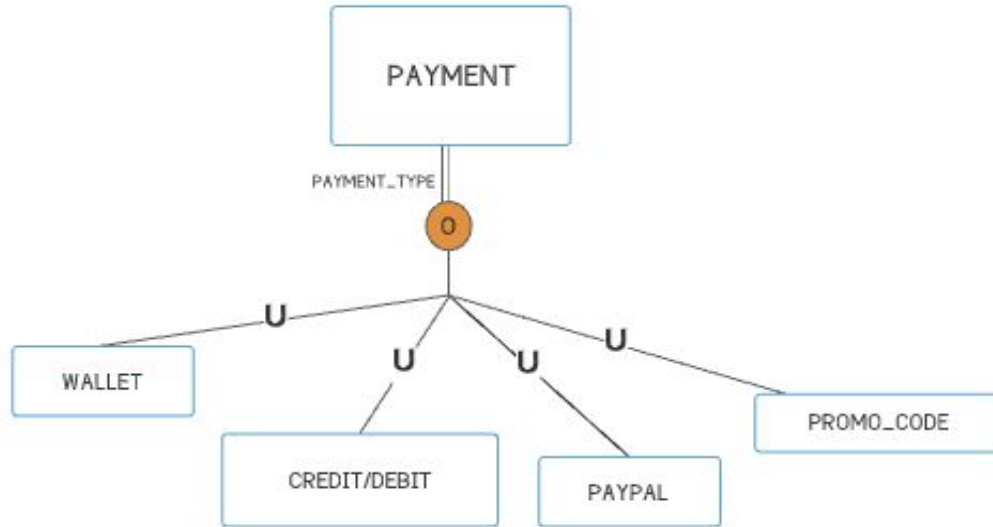 PAYMENT
PAYMENT_TYPE
O
U
U
U
U
WALLET
PROMO_CODE
CREDIT/DEBIT
PAYPAL